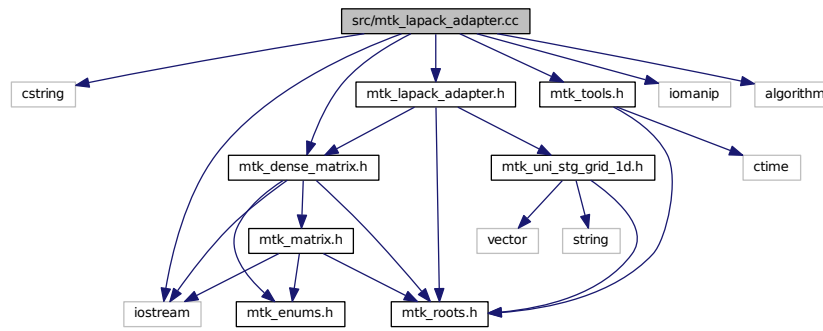 src/mtk_lapack_adapter.cc
cstring
mtk_lapack_adapter.h
mtk_tools.h
iomanip
algorithm
mtk_dense_matrix.h
mtk_uni_stg_grid_1d.h
ctime
mtk_matrix.h
vector
string
iostream
mtk_enums.h
mtk_roots.h